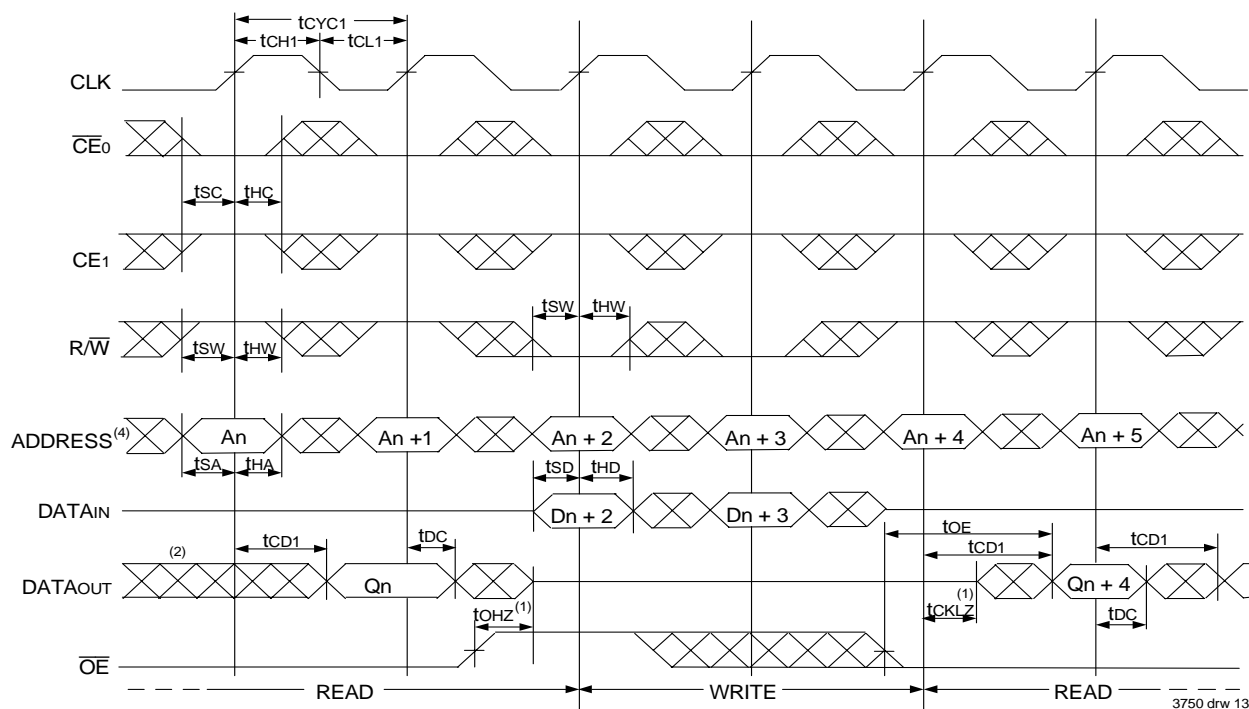 tCYC1
tCH1 tCL1
CLK
CE0
tSC tHC
CE1
tSW tHW
R/W
tSW tHW
ADDRESS(4) An An +1 An + 2 An + 3 An + 4 An + 5
tSA tHA tSD tHD
DATAIN Dn + 2 Dn + 3
tOE
(2) tCD1 tDC tCD1 tCD1
DATAOUT Qn Qn + 4
tOHZ(1) tCKLZ(1) tDC
OE
READ WRITE READ
3750 drw 13